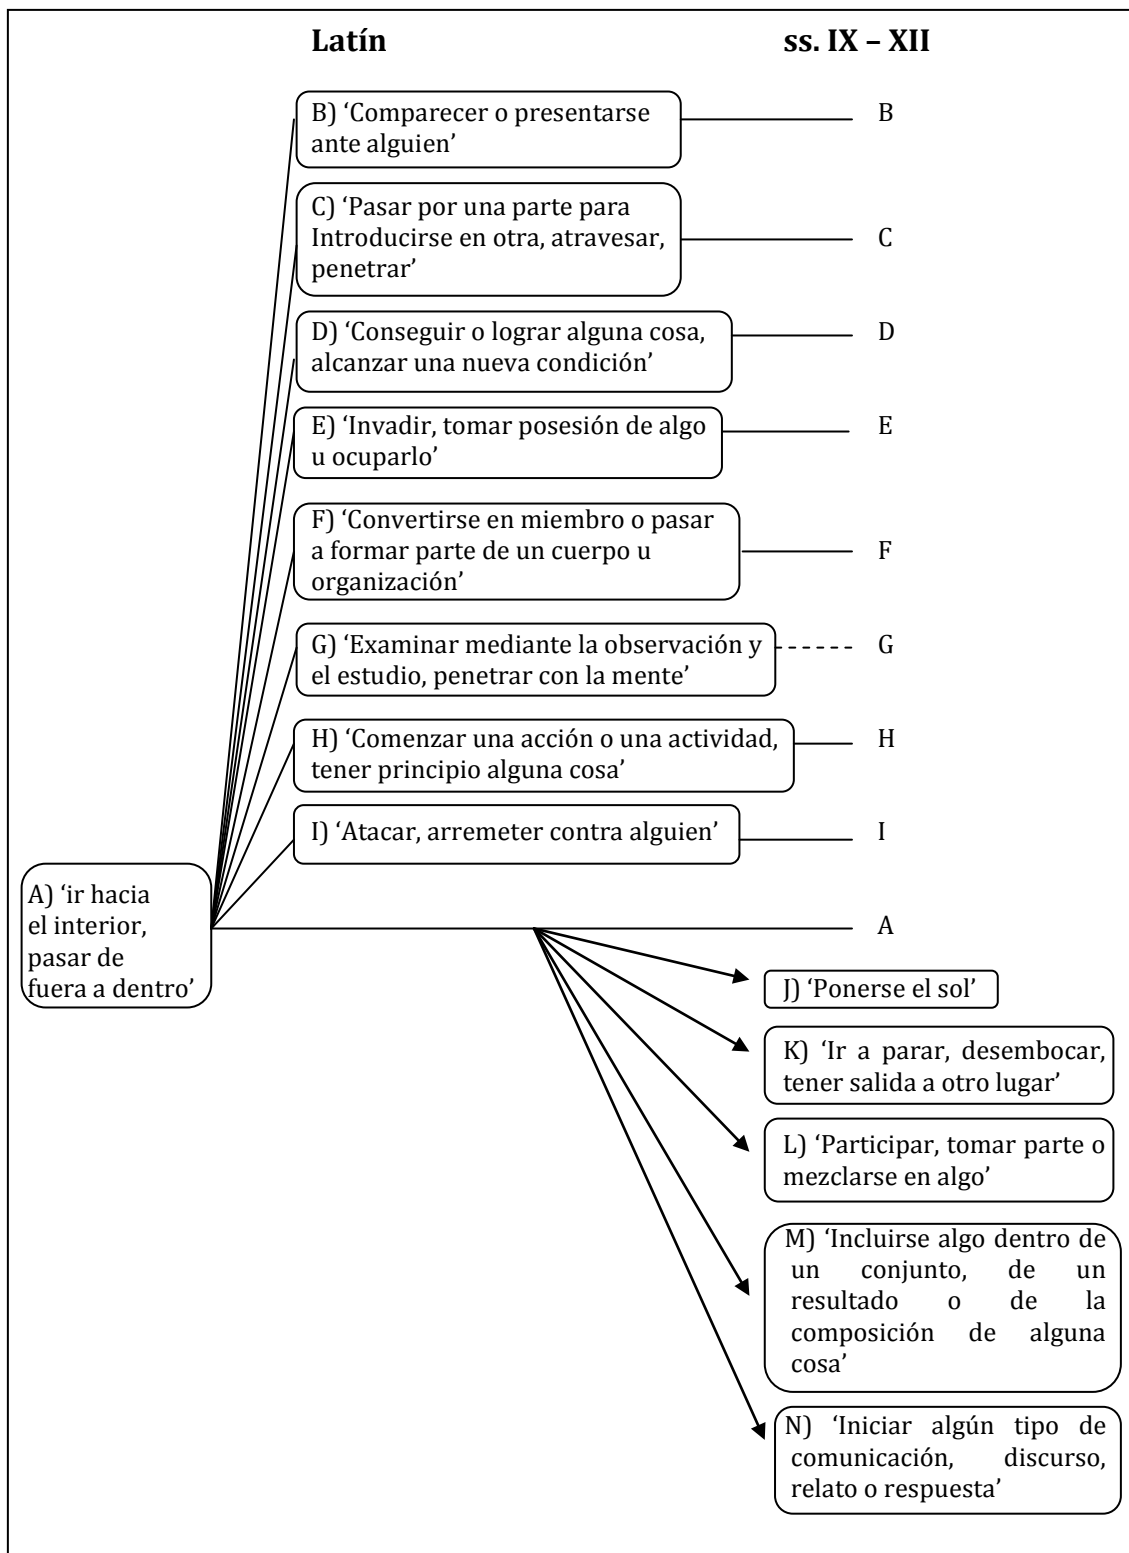 Latín ss. IX – XII
B) ‘Comparecer o presentarse
ante alguien’
B
C) ‘Pasar por una parte para
Introducirse en otra, atravesar,
penetrar’
C
D) ‘Conseguir o lograr alguna cosa,
alcanzar una nueva condición’
D
E) ‘Invadir, tomar posesión de algo
u ocuparlo’
E
F) ‘Convertirse en miembro o pasar
a formar parte de un cuerpo u
organización’
F
G) ‘Examinar mediante la observación y
el estudio, penetrar con la mente’
G
H) ‘Comenzar una acción o una actividad,
tener principio alguna cosa’
H
I) ‘Atacar, arremeter contra alguien’
I
A) ‘ir hacia
el interior,
pasar de
fuera a dentro’
A
J) ‘Ponerse el sol’
K) ‘Ir a parar, desembocar,
tener salida a otro lugar’
L) ‘Participar, tomar parte o
mezclarse en algo’
M) ‘Incluirse algo dentro de
un conjunto, de un
resultado o de la
composición de alguna
cosa’
N) ‘Iniciar algún tipo de
comunicación, discurso,
relato o respuesta’